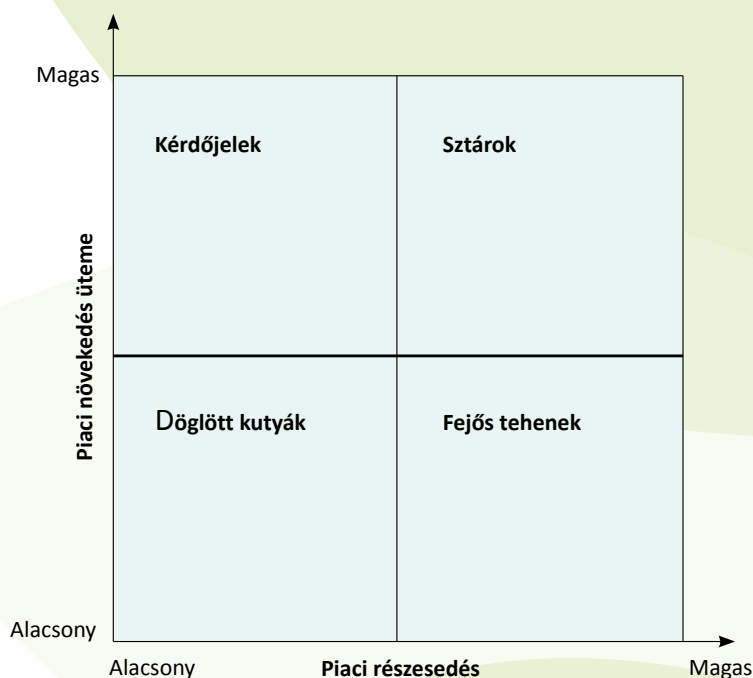 Magas
Kérdőjelek
Sztárok
Piaci növekedés üteme
Döglött kutyák
Fejős tehenek
Alacsony
Alacsony
Piaci részesedés
Magas